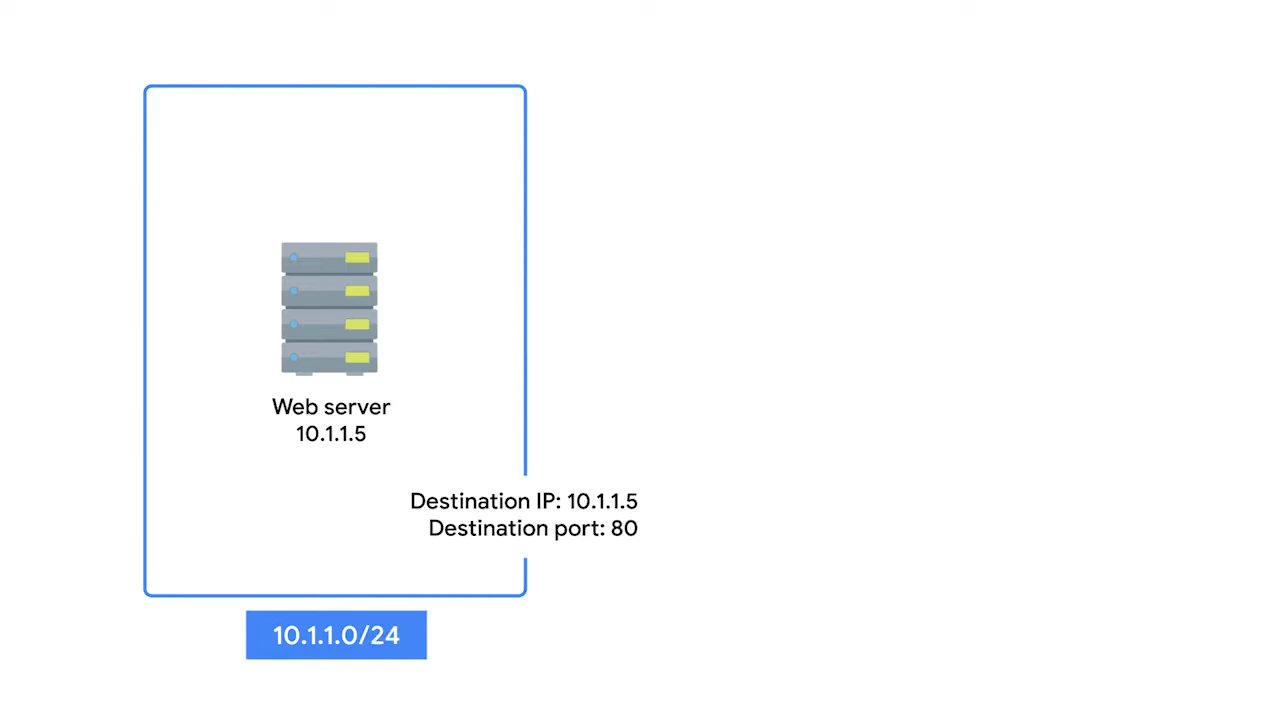 Web server
10.1.1.5
Destination IP: 10.1.1.5
Destination port: 80
10.1.1.0/24